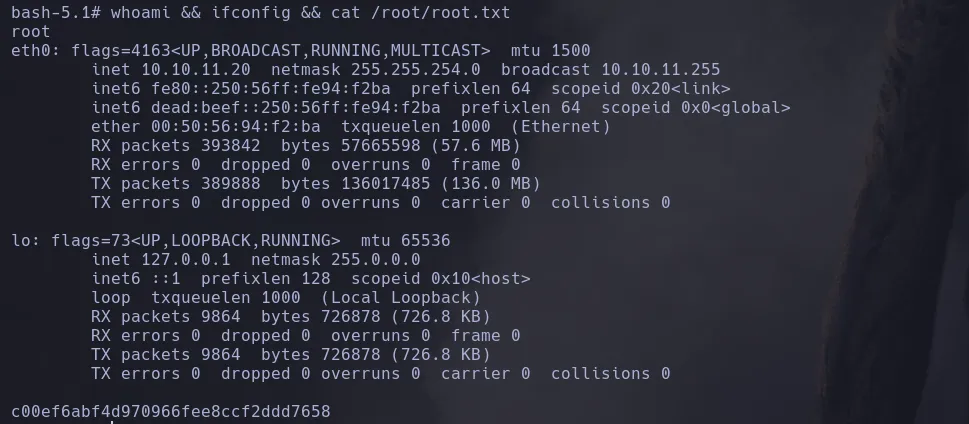 bash-5.1# whoami && ifconfig && cat /root/root.txt
root
eth0: flags=4163<UP,BROADCAST,RUNNING,MULTICAST>  mtu 1500
        inet 10.10.11.20  netmask 255.255.254.0  broadcast 10.10.11.255
        inet6 fe80::250:56ff:fe94:f2ba  prefixlen 64  scopeid 0x20<link>
        inet6 dead:beef::250:56ff:fe94:f2ba  prefixlen 64  scopeid 0x0<global>
        ether 00:50:56:94:f2:ba  txqueuelen 1000  (Ethernet)
        RX packets 393842  bytes 57665598 (57.6 MB)
        RX errors 0  dropped 0  overruns 0  frame 0
        TX packets 389888  bytes 136017485 (136.0 MB)
        TX errors 0  dropped 0 overruns 0  carrier 0  collisions 0

lo: flags=73<UP,LOOPBACK,RUNNING>  mtu 65536
        inet 127.0.0.1  netmask 255.0.0.0
        inet6 ::1  prefixlen 128  scopeid 0x10<host>
        loop  txqueuelen 1000  (Local Loopback)
        RX packets 9864  bytes 726878 (726.8 KB)
        RX errors 0  dropped 0  overruns 0  frame 0
        TX packets 9864  bytes 726878 (726.8 KB)
        TX errors 0  dropped 0 overruns 0  carrier 0  collisions 0

c00ef6abf4d970966fee8ccf2ddd7658